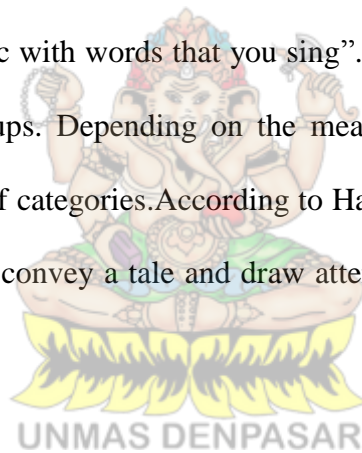 c with words that you sing”.
ups. Depending on the mea
f categories.According to Ha
convey a tale and draw atte
UNMAS DENPASAR